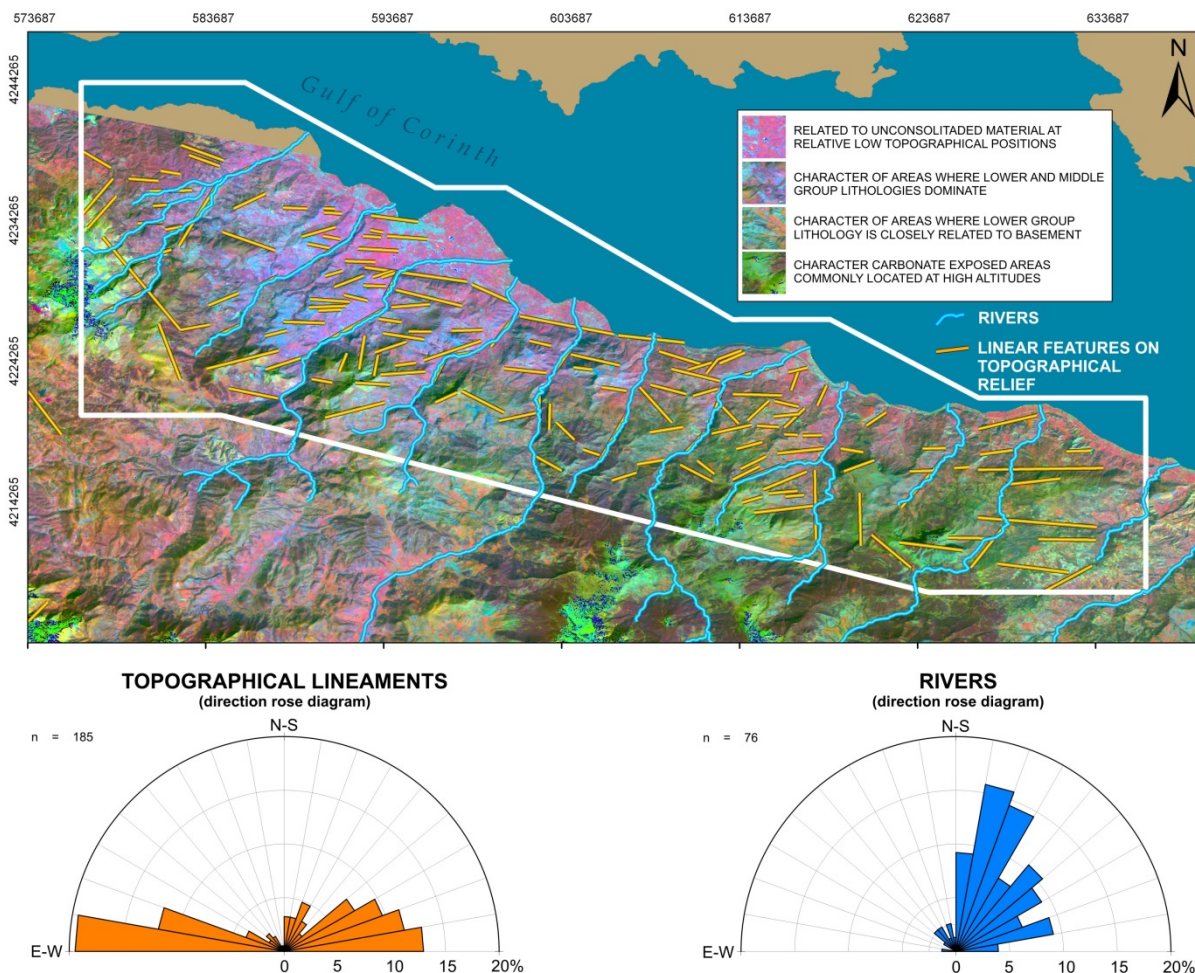 573687
583687
593687
603687
613687
623687
633687
4244265
4234265
4224265
4214265
Gulf of Corinth
N
RELATED TO UNCONSOLITADED MATERIAL AT
RELATIVE LOW TOPOGRAPHICAL POSITIONS
CHARACTER OF AREAS WHERE LOWER AND MIDDLE
GROUP LITHOLOGIES DOMINATE
CHARACTER OF AREAS WHERE LOWER GROUP
LITHOLOGY IS CLOSELY RELATED TO BASEMENT
CHARACTER CARBONATE EXPOSED AREAS
COMMONLY LOCATED AT HIGH ALTITUDES
RIVERS
LINEAR FEATURES ON
TOPOGRAPHICAL
RELIEF
TOPOGRAPHICAL LINEAMENTS
(direction rose diagram)
N-S
n = 185
E-W
0 5 10 15 20%
RIVERS
(direction rose diagram)
N-S
n = 76
E-W
0 5 10 15 20%